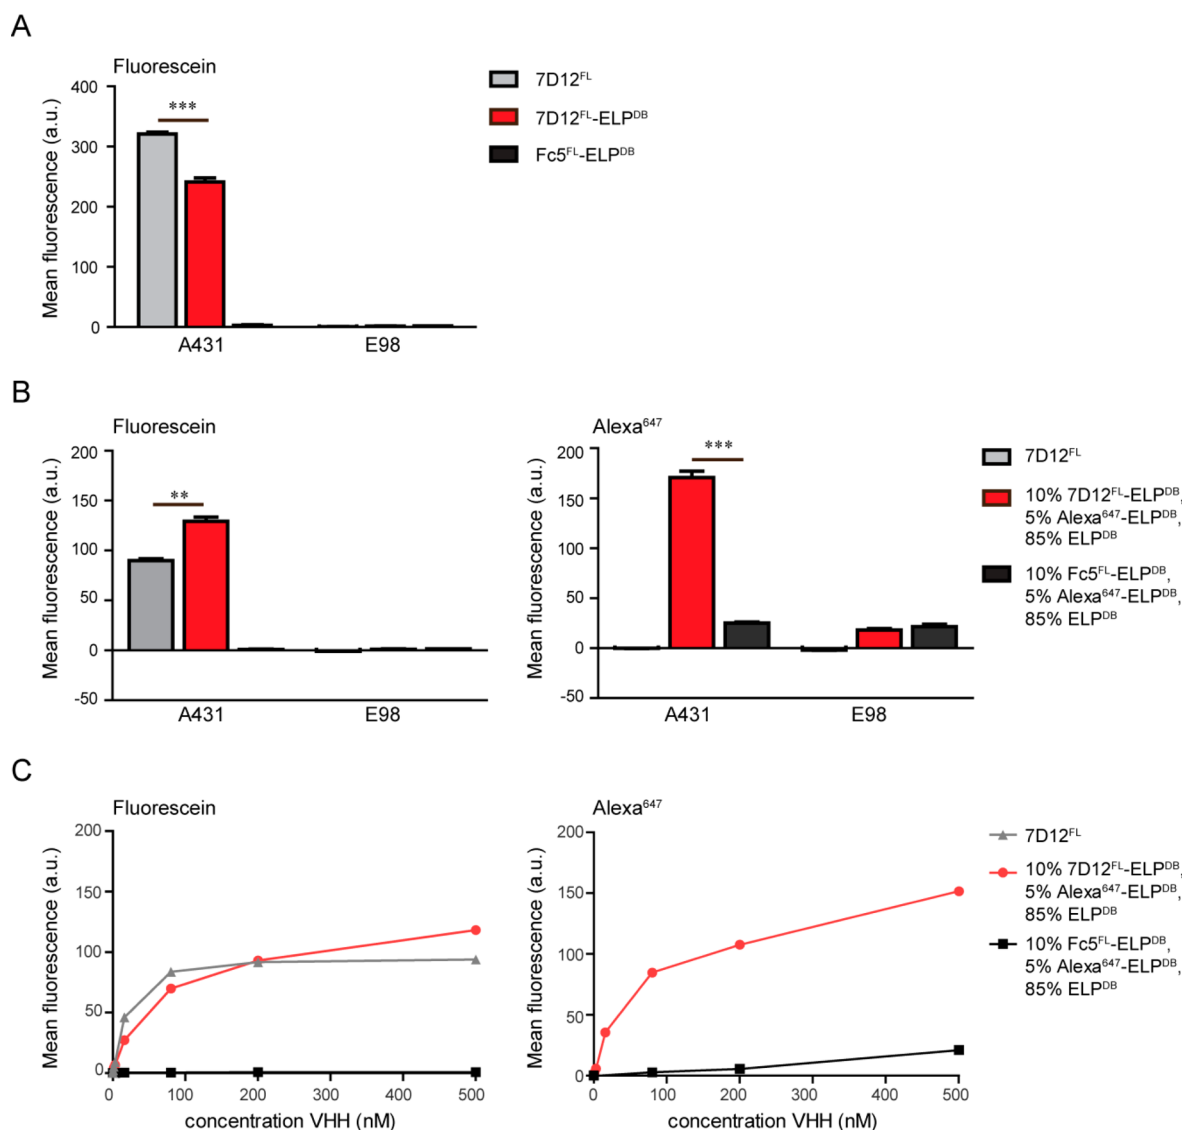 A
Fluorescein
Mean fluorescence (a.u.)
400
300
200
100
0
***
A431
E98
7D12FL
7D12FL-ELPDB
Fc5FL-ELPDB
B
Fluorescein
Mean fluorescence (a.u.)
200
150
100
50
0
-50
**
A431
E98
Alexa647
Mean fluorescence (a.u.)
200
150
100
50
0
-50
***
A431
E98
7D12FL
10% 7D12FL-ELPDB,
5% Alexa647-ELPDB,
85% ELPDB
10% Fc5FL-ELPDB,
5% Alexa647-ELPDB,
85% ELPDB
C
Fluorescein
Mean fluorescence (a.u.)
200
150
100
50
0
0 100 200 300 400 500
concentration VHH (nM)
Alexa647
Mean fluorescence (a.u.)
200
150
100
50
0
0 100 200 300 400 500
concentration VHH (nM)
7D12FL
10% 7D12FL-ELPDB,
5% Alexa647-ELPDB,
85% ELPDB
10% Fc5FL-ELPDB,
5% Alexa647-ELPDB,
85% ELPDB